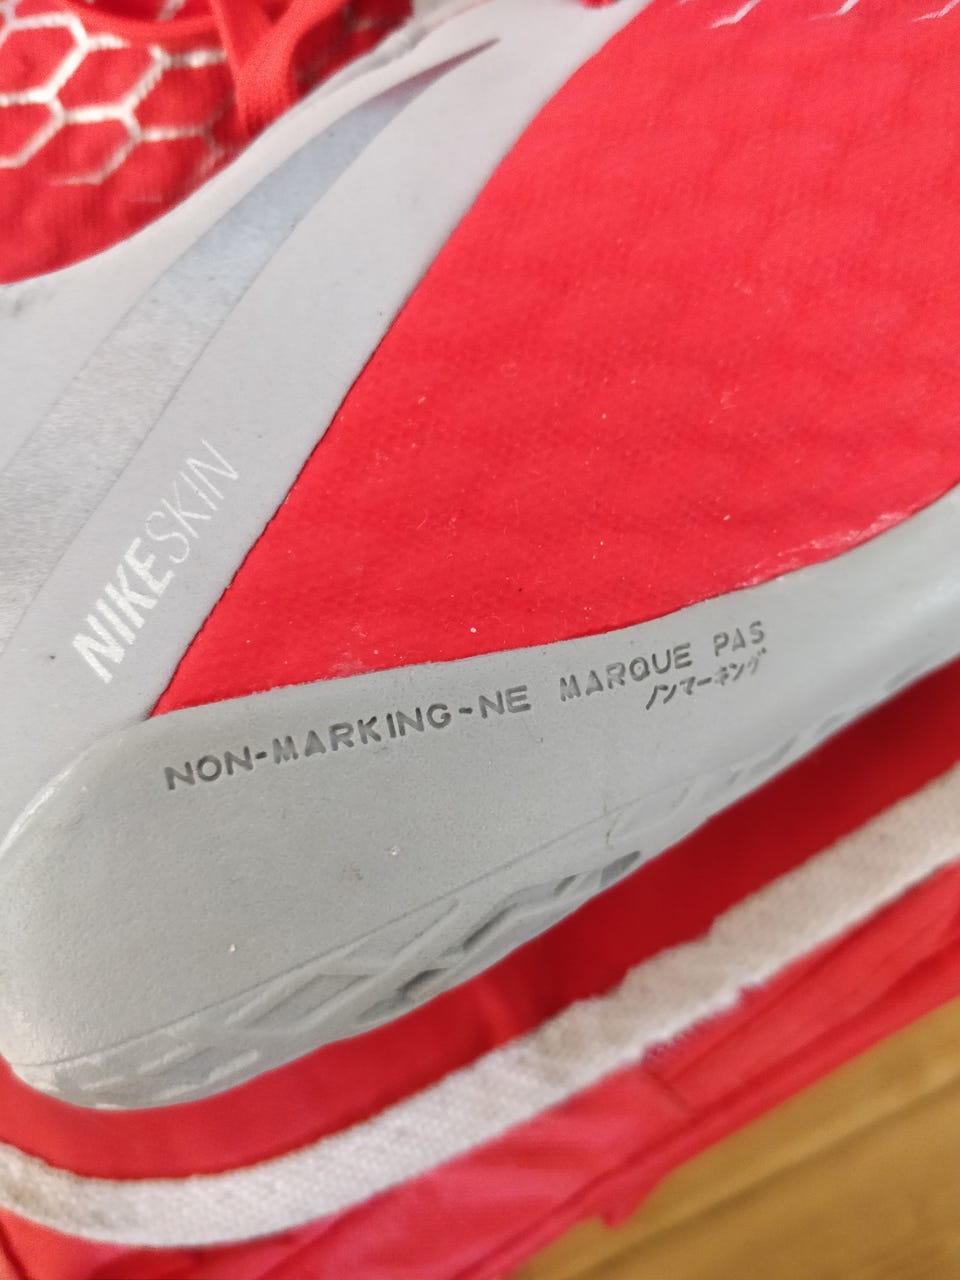 NIKESKIN
NON-MARKING-NE MARQUE PAS
ノンマーキング